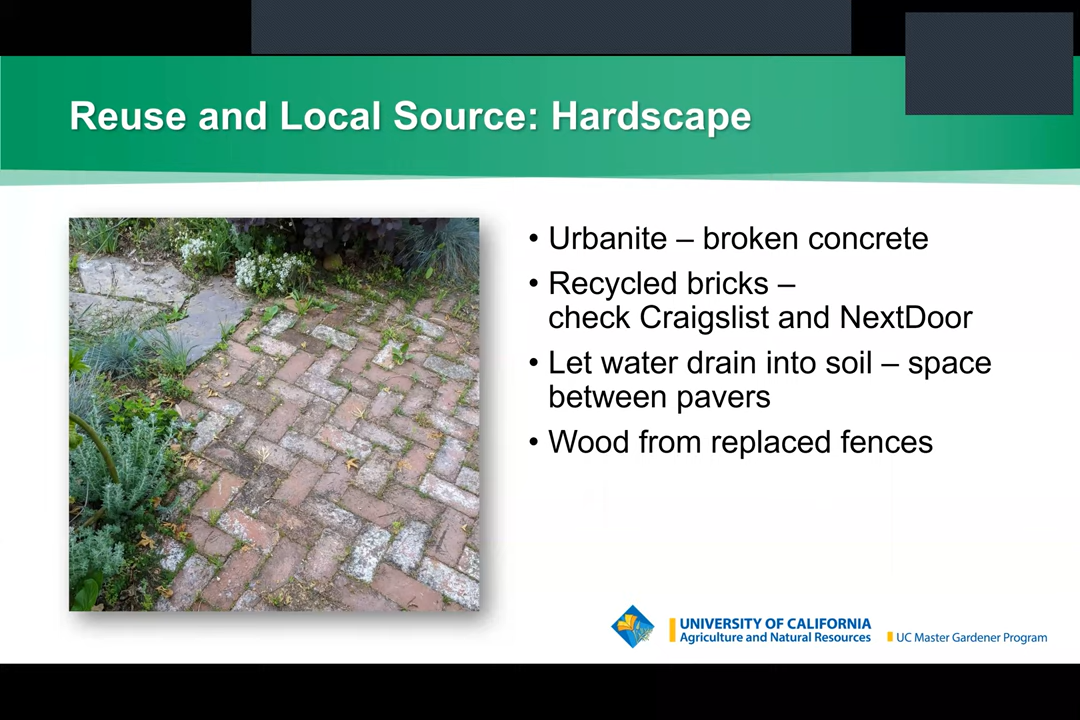 Reuse and Local Source: Hardscape
• Urbanite – broken concrete
• Recycled bricks –
check Craigslist and NextDoor
• Let water drain into soil – space
between pavers
• Wood from replaced fences
UNIVERSITY OF CALIFORNIA
Agriculture and Natural Resources
UC Master Gardener Program